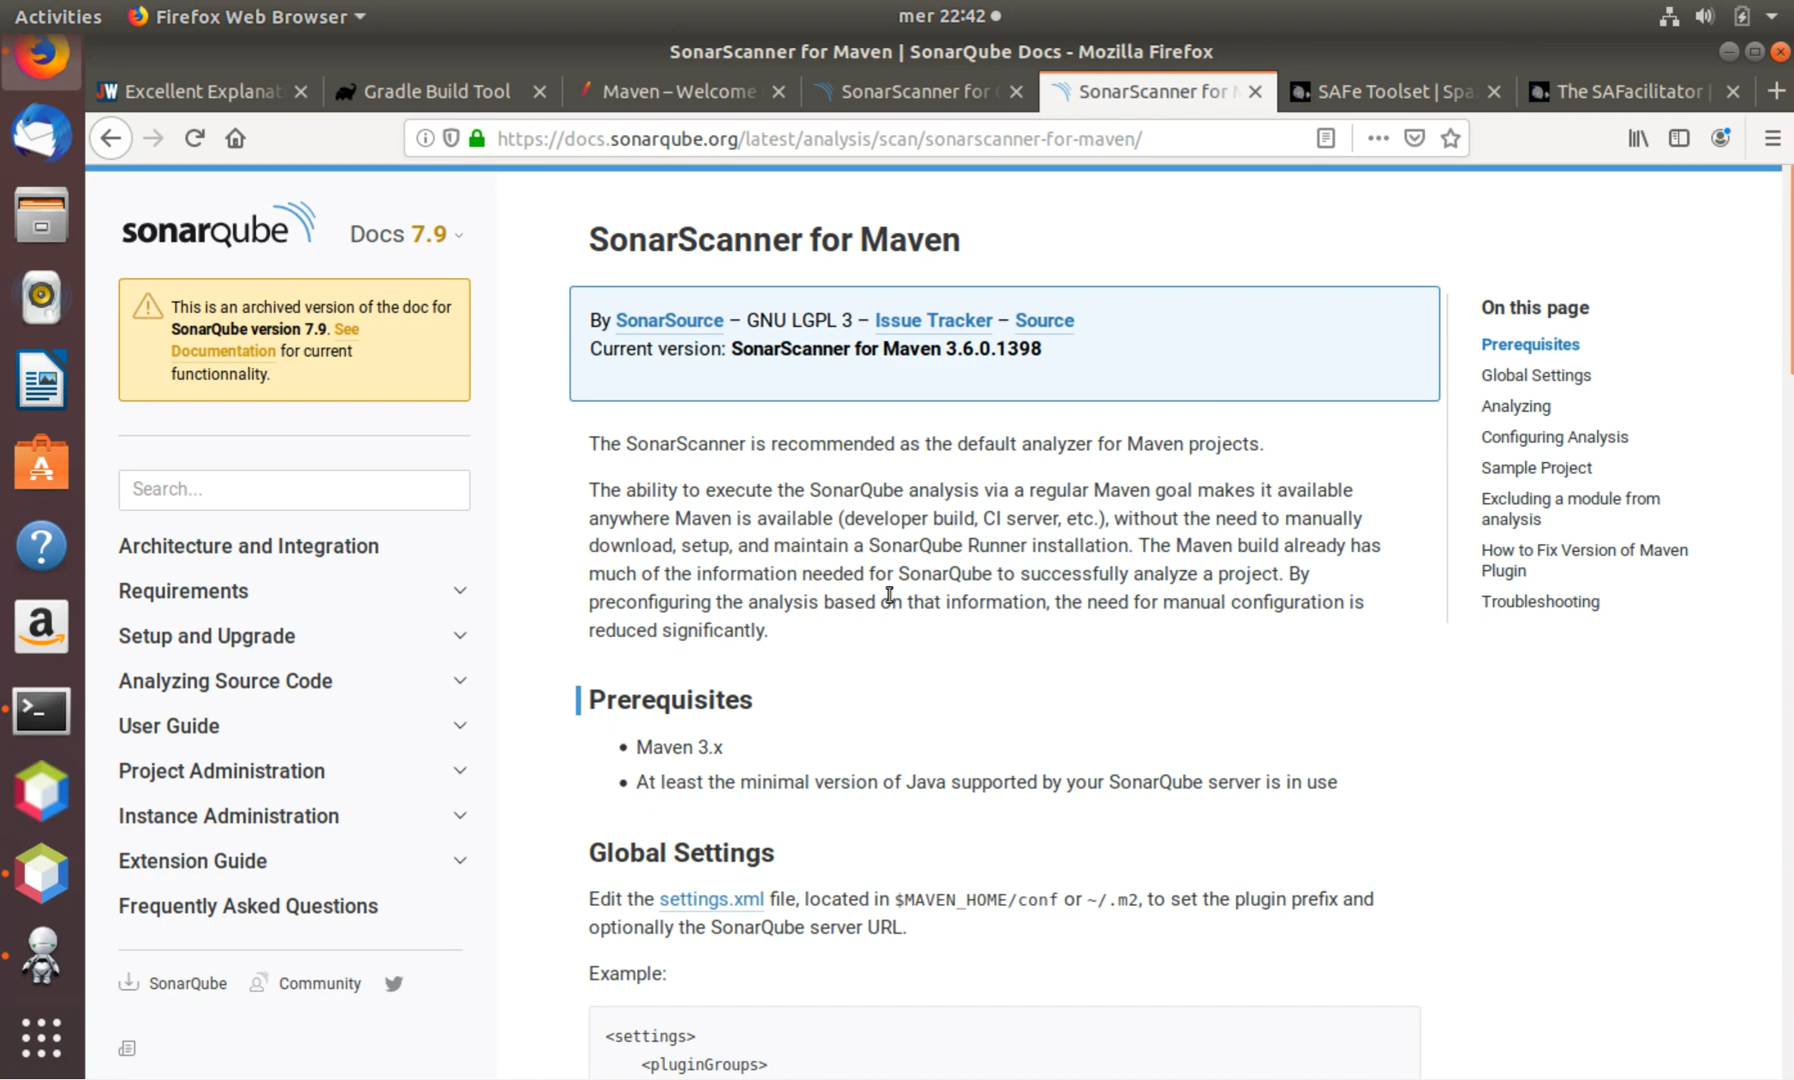 Activities
Firefox Web Browser
mer 22:42
SonarScanner for Maven | SonarQube Docs - Mozilla Firefox
JW Excellent Explanat
Gradle Build Tool
Maven – Welcome
SonarScanner for
SonarScanner for
SAFe Toolset | Spa
The SAFacilitator |
https://docs.sonarqube.org/latest/analysis/scan/sonarscanner-for-maven/
sonarqube
Docs 7.9
This is an archived version of the doc for
SonarQube version 7.9. See
Documentation for current
functionnality.
Search...
Architecture and Integration
Requirements
Setup and Upgrade
Analyzing Source Code
User Guide
Project Administration
Instance Administration
Extension Guide
Frequently Asked Questions
SonarQube
Community
SonarScanner for Maven
By SonarSource – GNU LGPL 3 – Issue Tracker – Source
Current version: SonarScanner for Maven 3.6.0.1398
The SonarScanner is recommended as the default analyzer for Maven projects.
The ability to execute the SonarQube analysis via a regular Maven goal makes it available
anywhere Maven is available (developer build, CI server, etc.), without the need to manually
download, setup, and maintain a SonarQube Runner installation. The Maven build already has
much of the information needed for SonarQube to successfully analyze a project. By
preconfiguring the analysis based on that information, the need for manual configuration is
reduced significantly.
Prerequisites
• Maven 3.x
• At least the minimal version of Java supported by your SonarQube server is in use
Global Settings
Edit the settings.xml file, located in $MAVEN_HOME/conf or ~/.m2, to set the plugin prefix and
optionally the SonarQube server URL.
Example:
<settings>
<pluginGroups>
On this page
Prerequisites
Global Settings
Analyzing
Configuring Analysis
Sample Project
Excluding a module from
analysis
How to Fix Version of Maven
Plugin
Troubleshooting